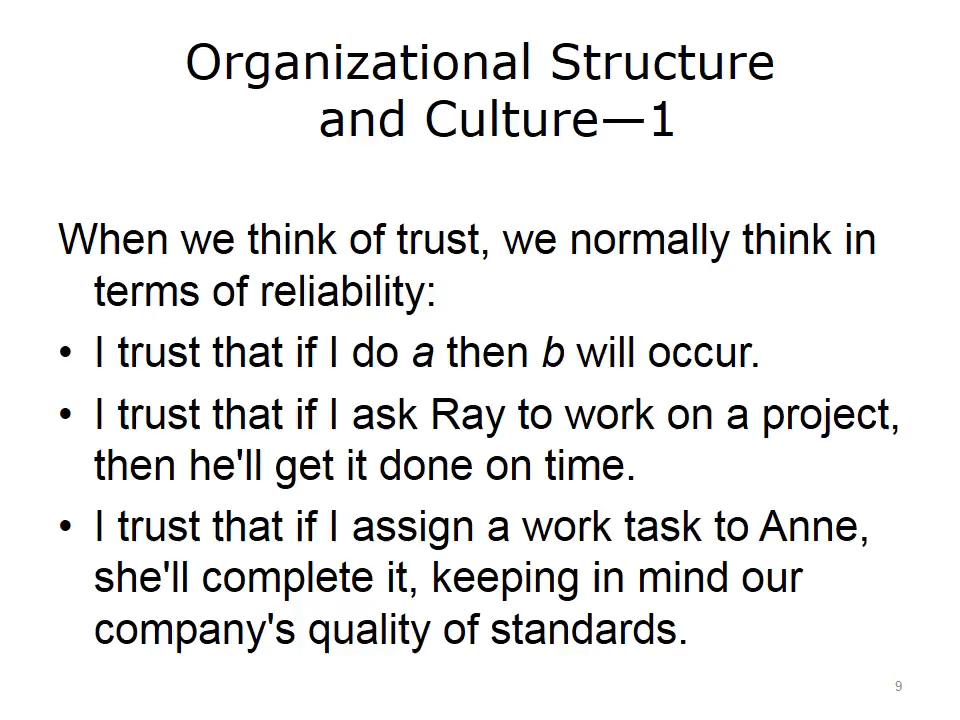 Organizational Structure
and Culture—1
When we think of trust, we normally think in
terms of reliability:
• I trust that if I do a then b will occur.
• I trust that if I ask Ray to work on a project,
then he'll get it done on time.
• I trust that if I assign a work task to Anne,
she'll complete it, keeping in mind our
company's quality of standards.
9